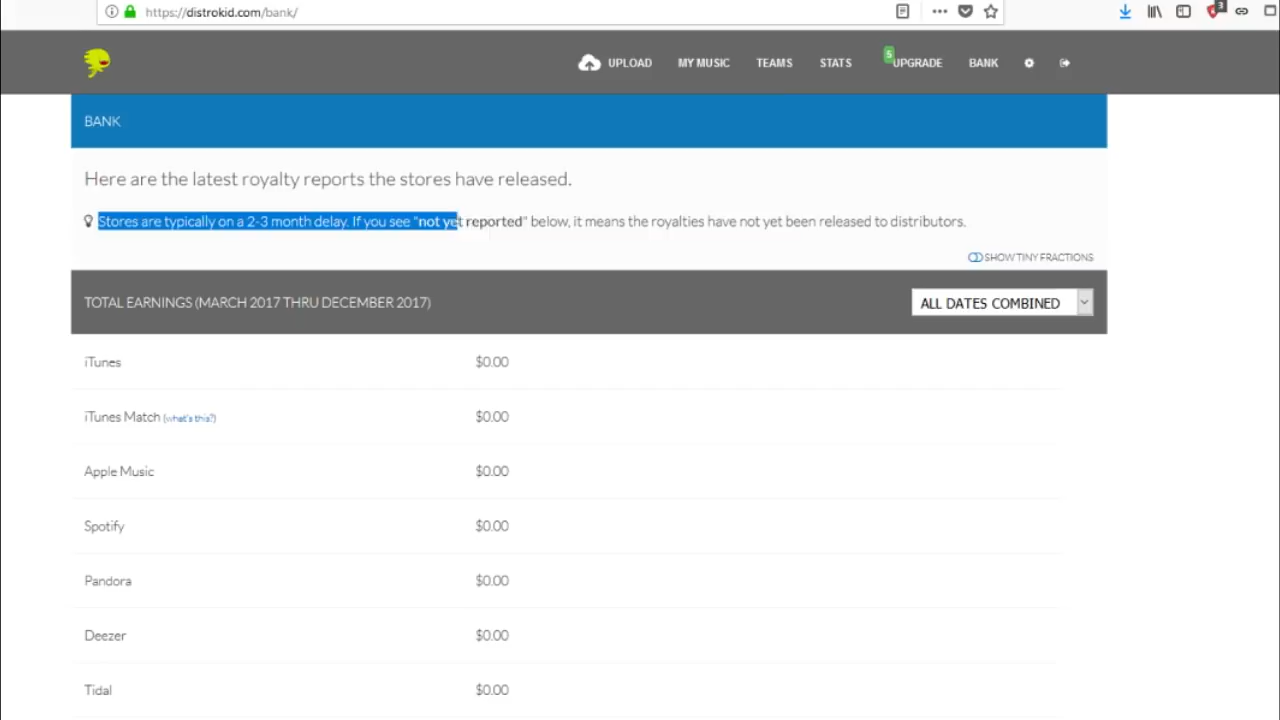 https://distrokid.com/bank/
3
UPLOAD
MY MUSIC
TEAMS
STATS
5
UPGRADE
BANK
BANK
Here are the latest royalty reports the stores have released.
Stores are typically on a 2-3 month delay. If you see "not yet reported" below, it means the royalties have not yet been released to distributors.
SHOW TINY FRACTIONS
TOTAL EARNINGS (MARCH 2017 THRU DECEMBER 2017)
ALL DATES COMBINED
iTunes $0.00
iTunes Match (what's this?) $0.00
Apple Music $0.00
Spotify $0.00
Pandora $0.00
Deezer $0.00
Tidal $0.00